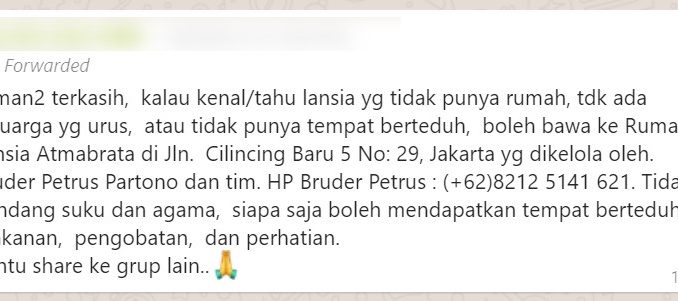 Forwarded
man2 terkasih, kalau kenal/tahu lansia yg tidak punya rumah, tdk ada
uarga yg urus, atau tidak punya tempat berteduh, boleh bawa ke Ruma
nsia Atmabrata di Jln. Cilincing Baru 5 No: 29, Jakarta yg dikelola oleh.
uder Petrus Partono dan tim. HP Bruder Petrus : (+62)8212 5141 621. Tida
ndang suku dan agama, siapa saja boleh mendapatkan tempat berteduh
akanan, pengobatan, dan perhatian.
ntu share ke grup lain.. 🙏